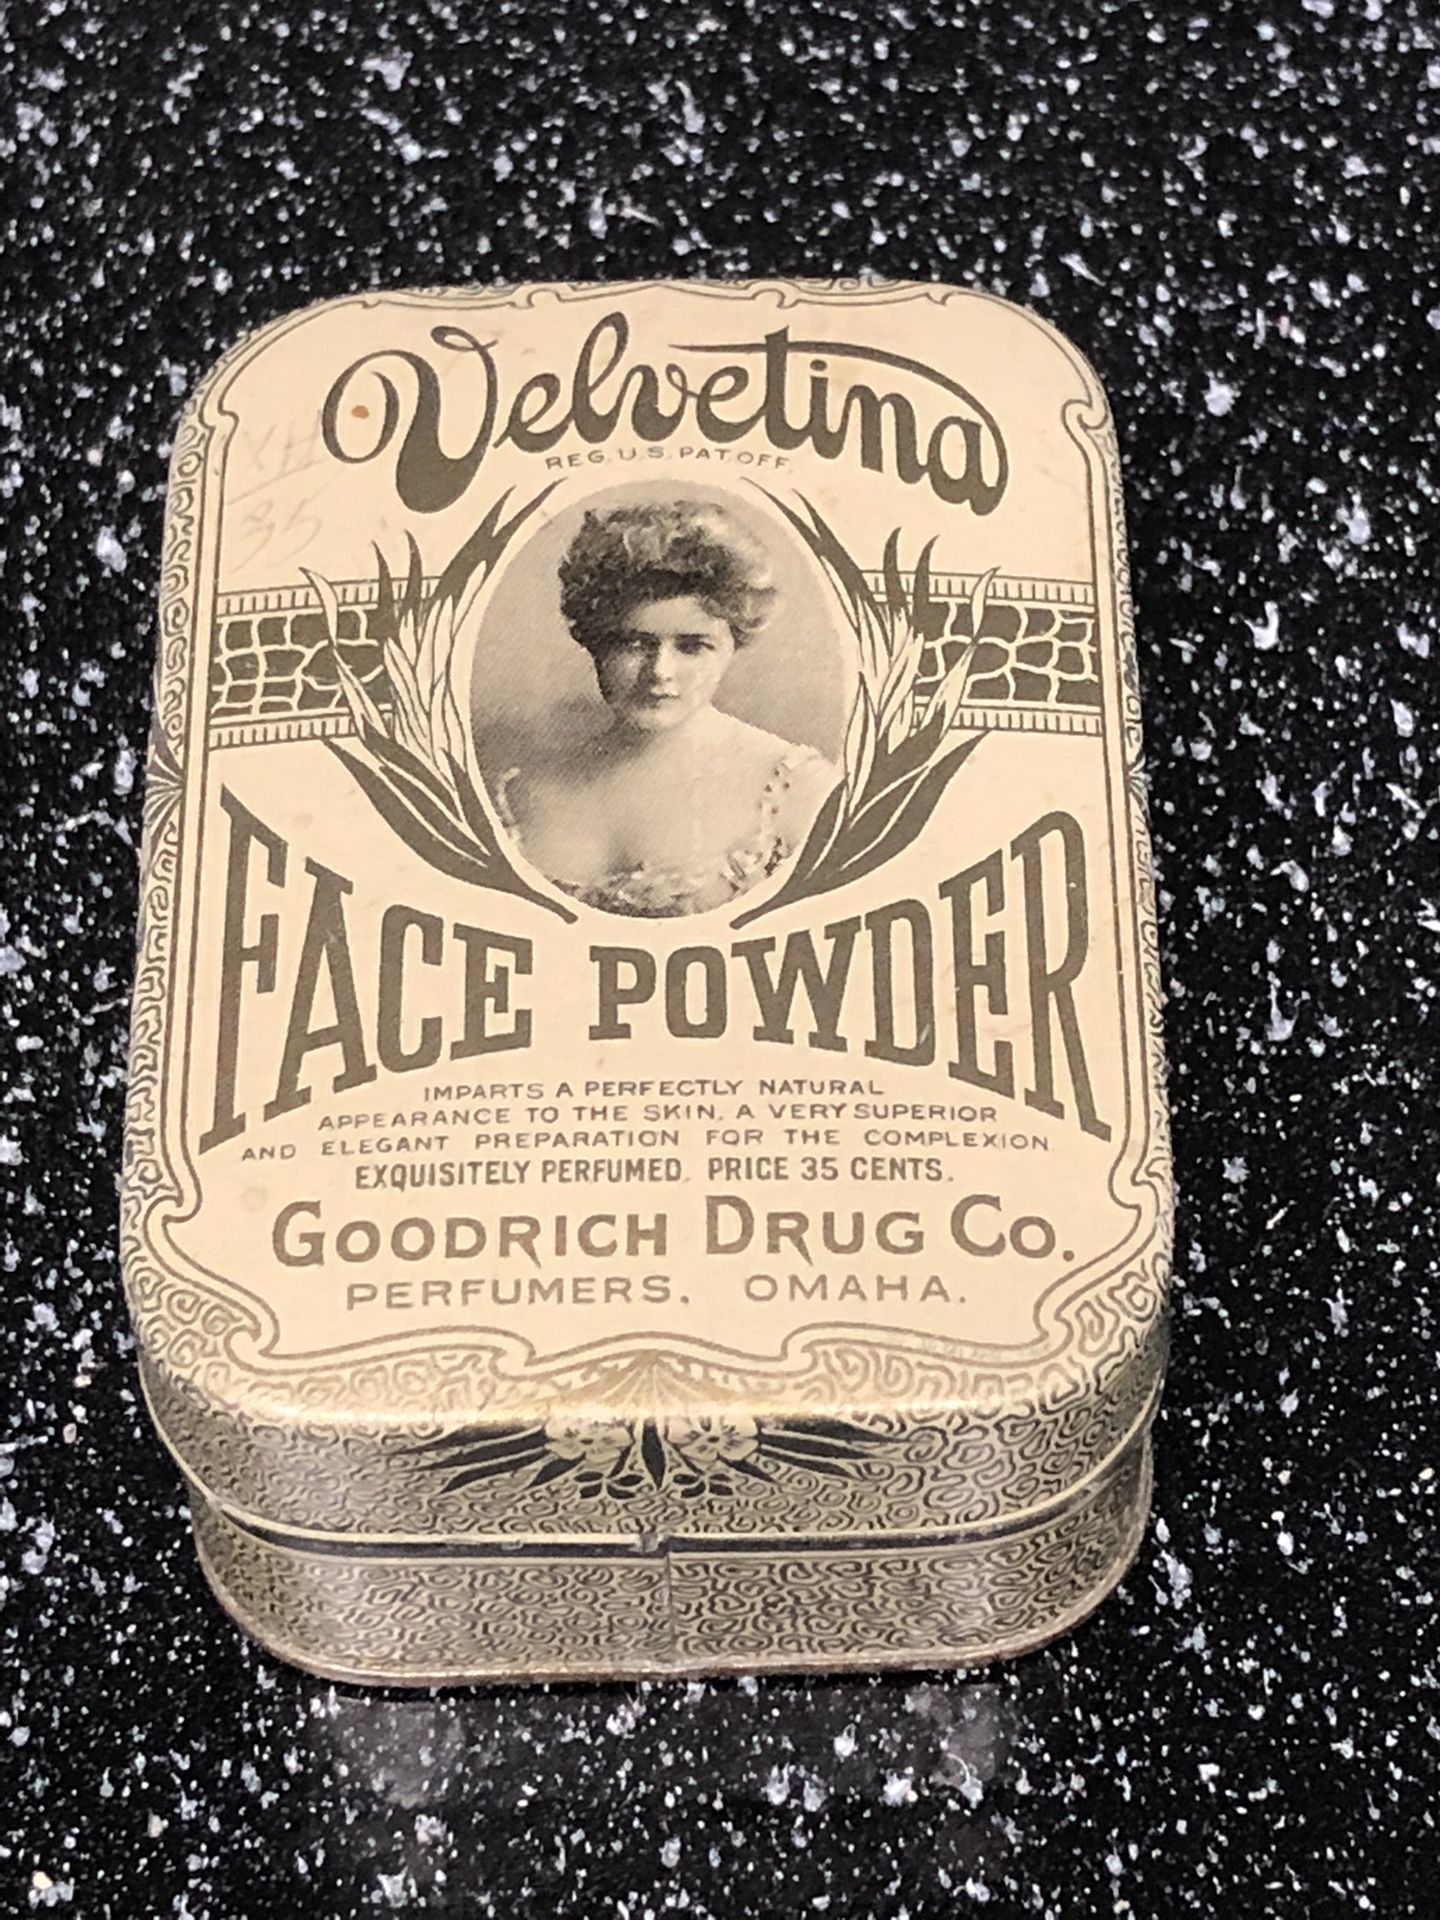 Velvetina
REG. U.S. PAT. OFF.
FACE POWDER
IMPARTS A PERFECTLY NATURAL
APPEARANCE TO THE SKIN, A VERY SUPERIOR
AND ELEGANT PREPARATION FOR THE COMPLEXION
EXQUISITELY PERFUMED. PRICE 35 CENTS.
GOODRICH DRUG CO.
PERFUMERS. OMAHA.